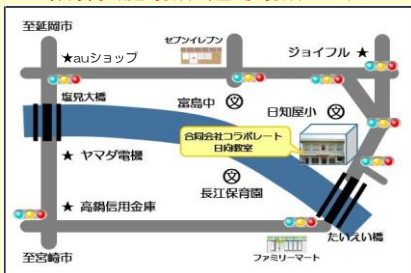 至延岡市
★auショップ
セブンイレブン
ジョイフル ★
塩見大橋
富島中
日知屋小
合同会社コラボレート
日向教室
★ ヤマダ電機
長江保育園
★ 高鍋信用金庫
たいえい橋
至宮崎市
ファミリーマート